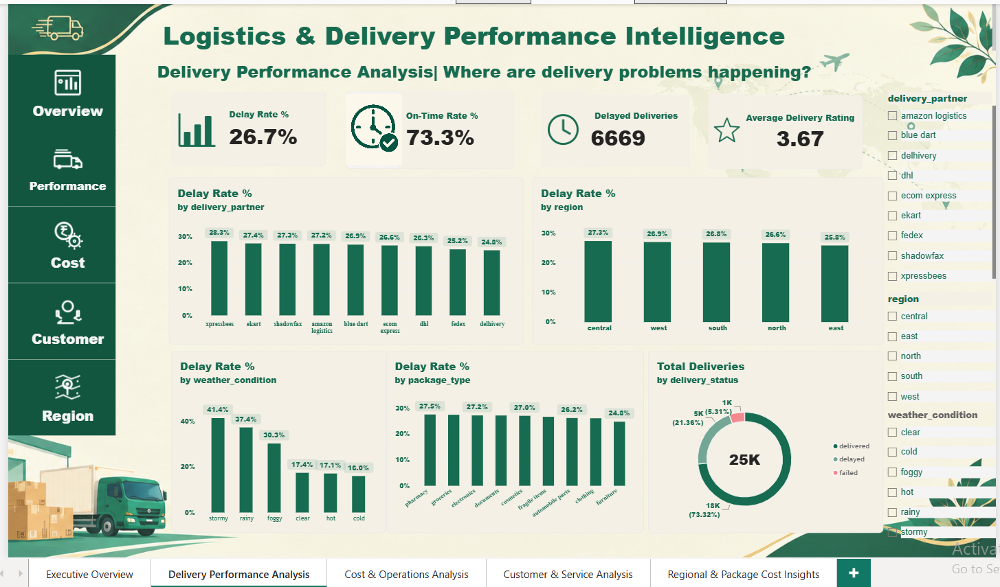 Logistics & Delivery Performance Intelligence
Delivery Performance Analysis| Where are delivery problems happening?
Overview
Performance
Cost
Customer
Region
Delay Rate %
26.7%
On-Time Rate %
73.3%
Delayed Deliveries
6669
Average Delivery Rating
3.67
Delay Rate %
by delivery_partner
30%
20%
10%
0%
28.3%
27.4%
27.3%
27.2%
26.9%
26.6%
26.3%
25.2%
24.8%
xpressbees
ekart
shadowfax
amazon
logistics
blue dart
ecom
express
dhl
fedex
delhivery
Delay Rate %
by region
30%
20%
10%
0%
27.3%
26.9%
26.8%
26.6%
25.8%
central
west
south
north
east
Delay Rate %
by weather_condition
40%
20%
0%
41.4%
37.4%
30.3%
17.4%
17.1%
16.0%
stormy
rainy
foggy
clear
hot
cold
Delay Rate %
by package_type
30%
20%
10%
0%
27.5%
27.2%
27.0%
26.2%
24.8%
pharmacy
groceries
electronics
documents
cosmetics
fragile items
automobile parts
clothing
furniture
Total Deliveries
by delivery_status
1K
(5.31%)
5K
(21.36%)
25K
18K
(73.32%)
delivered
delayed
failed
delivery_partner
amazon logistics
blue dart
delhivery
dhl
ecom express
ekart
fedex
shadowfax
xpressbees
region
central
east
north
south
west
weather_condition
clear
cold
foggy
hot
rainy
stormy
Activa
Go to Se
Executive Overview
Delivery Performance Analysis
Cost & Operations Analysis
Customer & Service Analysis
Regional & Package Cost Insights
+